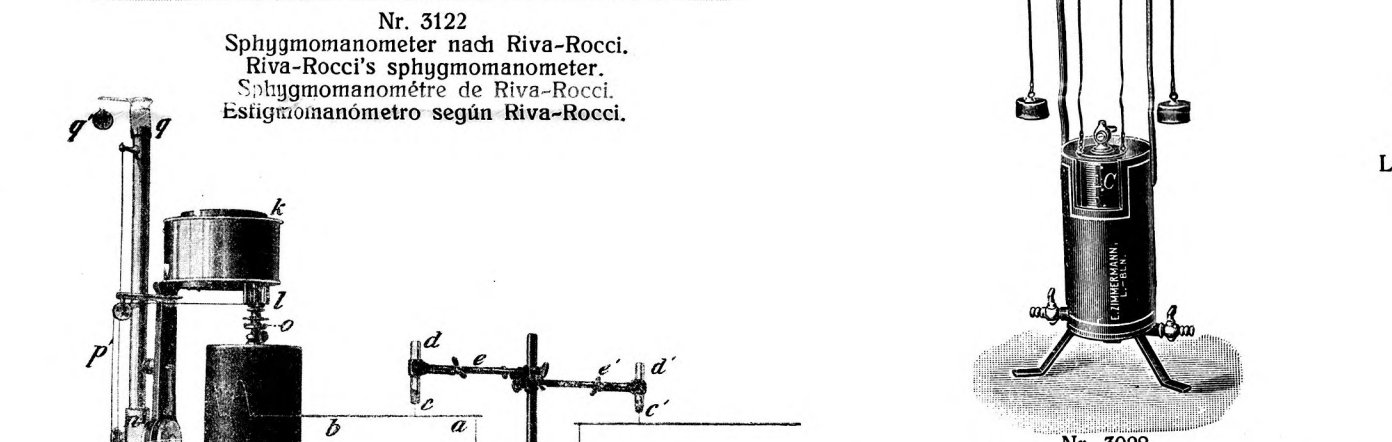 Nr. 3122
Sphygmomanometer nach Riva-Rocci.
Riva-Rocci's sphygmomanometer.
Sphygmomanométre de Riva-Rocci.
Esfigmomanómetro según Riva-Rocci.
q' q
k
l
o
p'
n
d
e
c
b a
e' d'
c'
C
E. ZIMMERMANN,
L.-BLN.
L